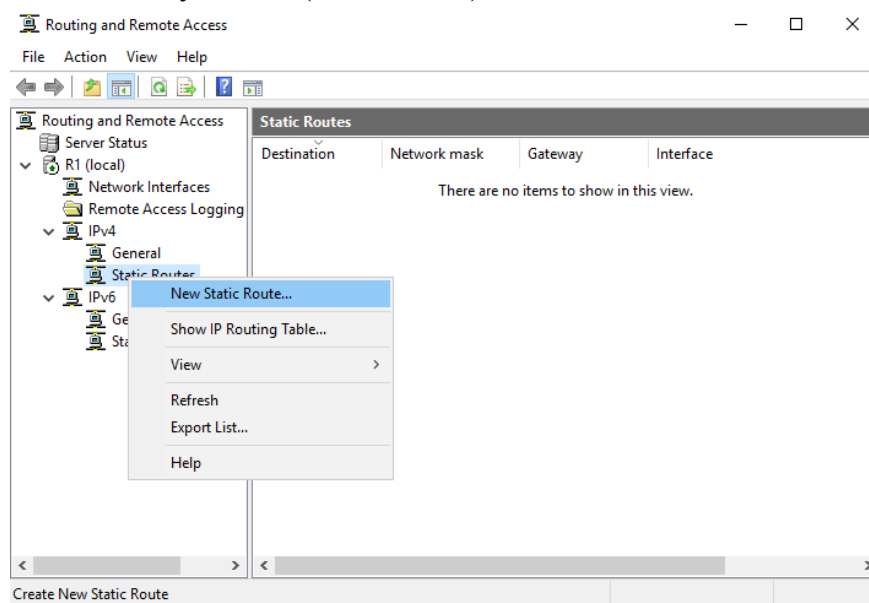 Routing and Remote Access
File Action View Help
Routing and Remote Access
Server Status
R1 (local)
Network Interfaces
Remote Access Logging
IPv4
General
Static Routes
IPv6
Ge
Sta
Static Routes
Destination Network mask Gateway Interface
There are no items to show in this view.
New Static Route...
Show IP Routing Table...
View
Refresh
Export List...
Help
Create New Static Route